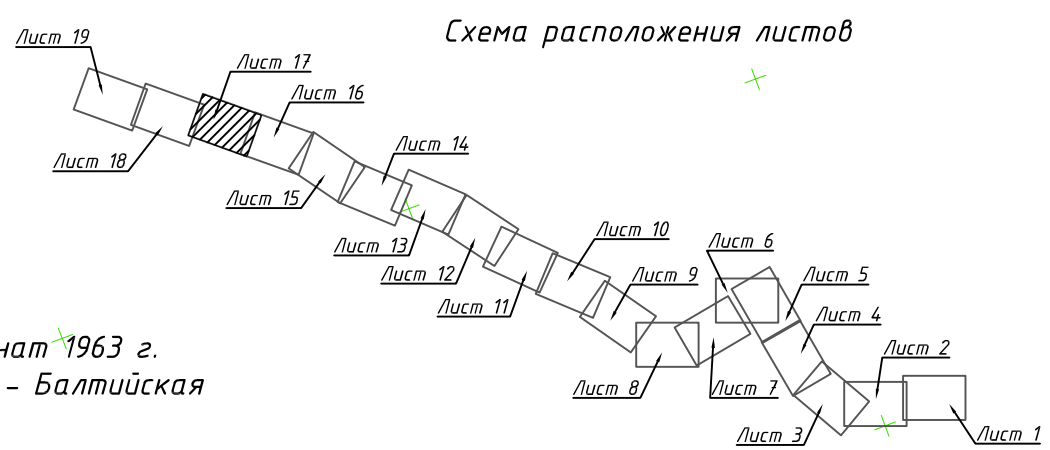 Схема расположения листов
Лист 19
Лист 17
Лист 16
Лист 18
Лист 14
Лист 15
Лист 13
Лист 10
Лист 6
Лист 12
Лист 9
Лист 5
Лист 11
Лист 4
нат 1963 г.
Лист 2
– Балтийская
Лист 8
Лист 7
Лист 3
Лист 1